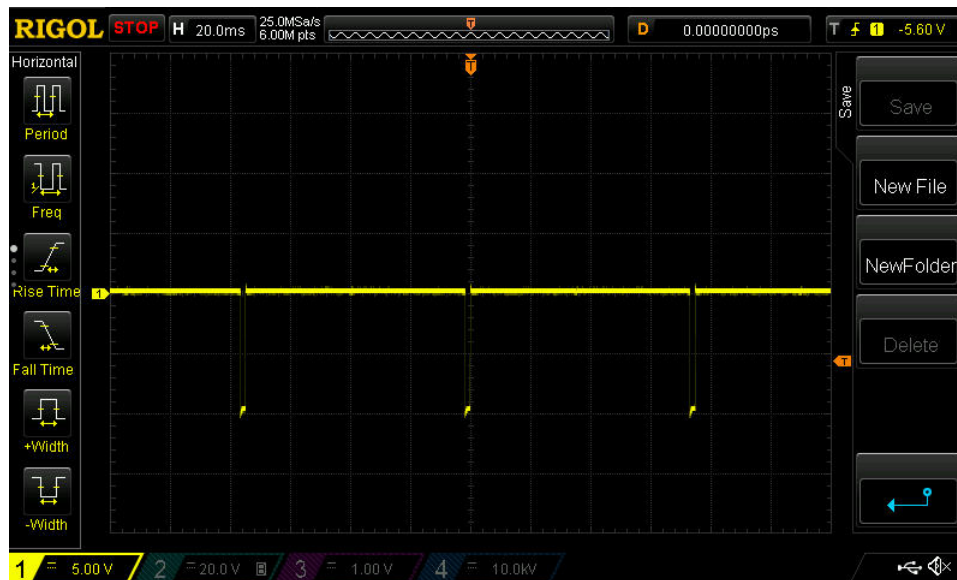 RIGOL STOP H 20.0ms 25.0MSa/s 6.00M pts D 0.00000000ps T 1 -5.60 V
Horizontal
Period
Freq
Rise Time
Fall Time
+Width
-Width
T
1
T
Save
Save
New File
NewFolder
Delete
1 5.00 V 2 20.0 V B 3 1.00 V 4 10.0kV